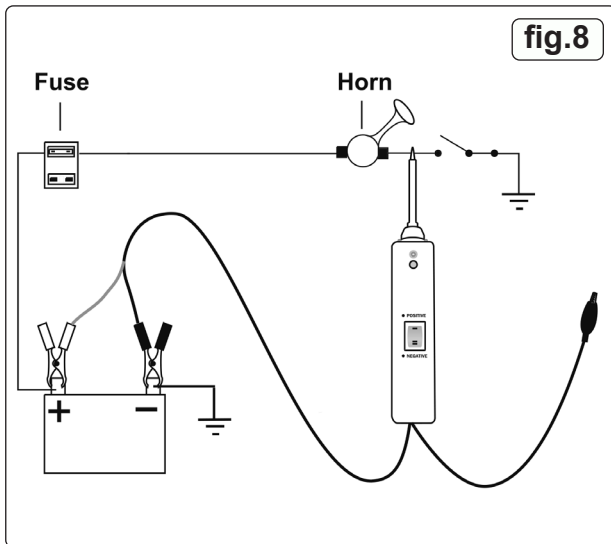 fig.8
Fuse
Horn
POSITIVE
NEGATIVE
+ −